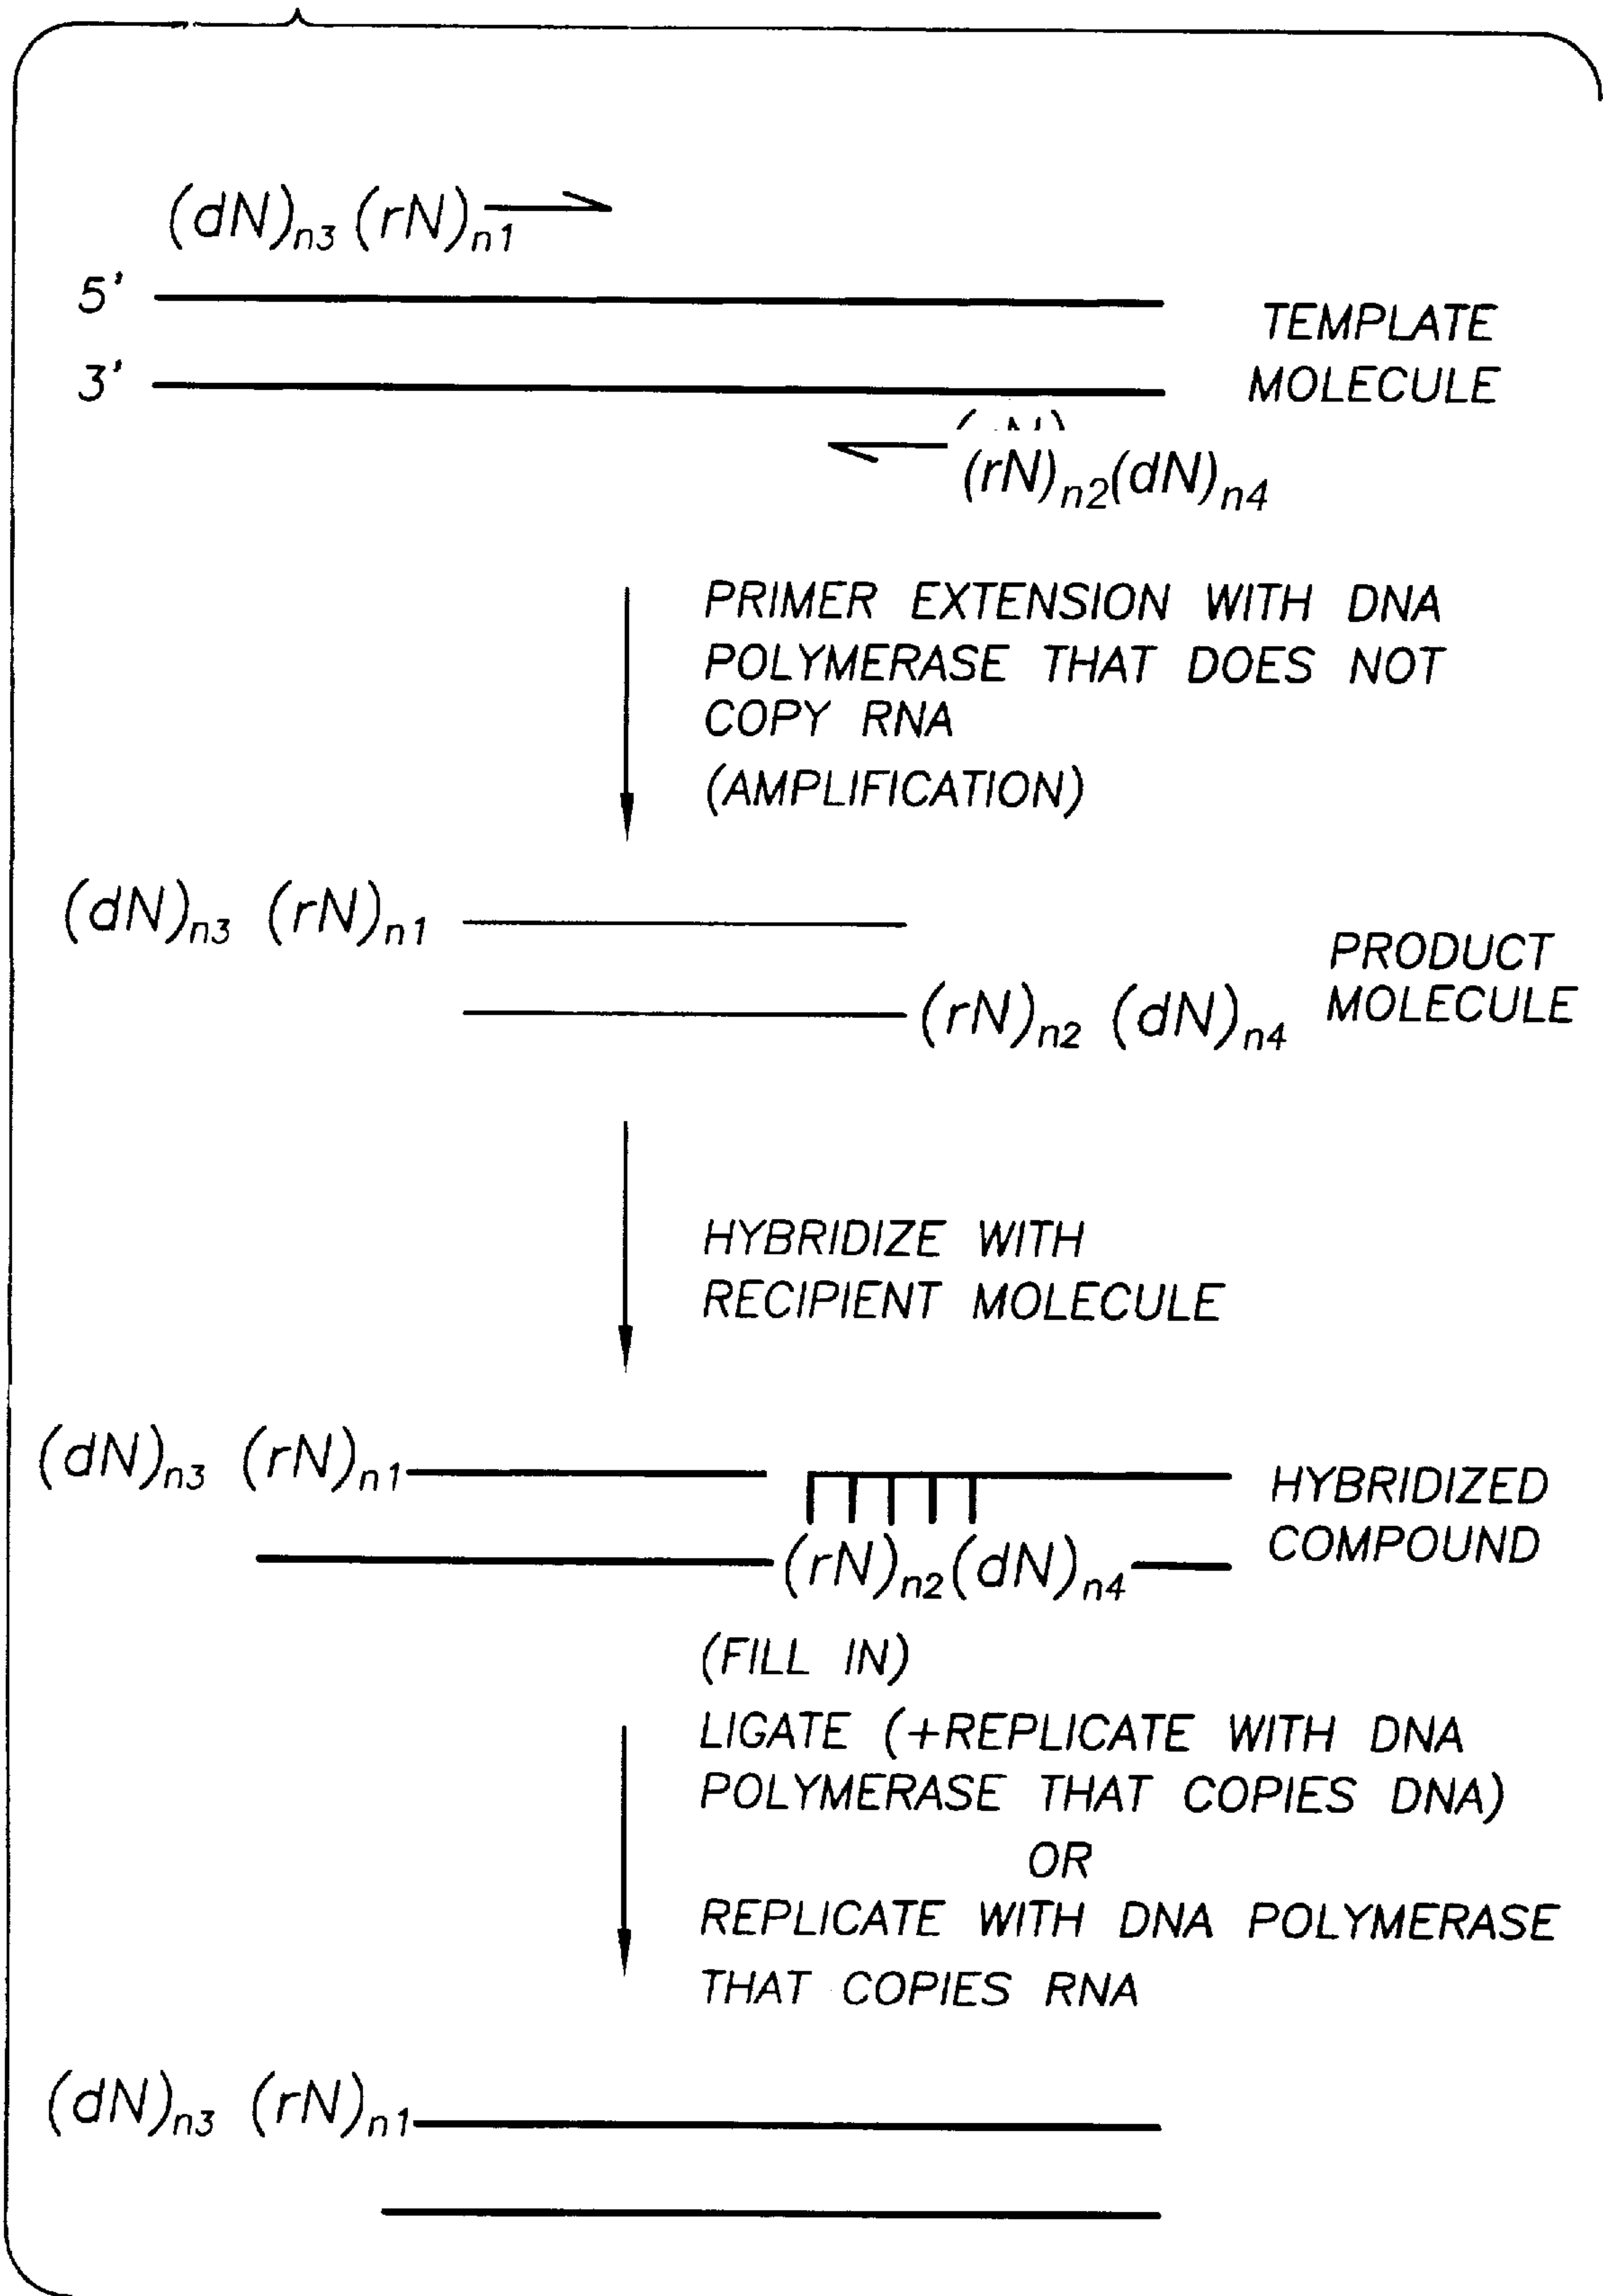 (dN)n3 (rN)n1
5'
TEMPLATE
3'
MOLECULE
(rN)n2(dN)n4
PRIMER EXTENSION WITH DNA
POLYMERASE THAT DOES NOT
COPY RNA
(AMPLIFICATION)
(dN)n3 (rN)n1
PRODUCT
MOLECULE
(rN)n2 (dN)n4
HYBRIDIZE WITH
RECIPIENT MOLECULE
(dN)n3 (rN)n1
HYBRIDIZED
COMPOUND
(rN)n2(dN)n4
(FILL IN)
LIGATE (+REPLICATE WITH DNA
POLYMERASE THAT COPIES DNA)
OR
REPLICATE WITH DNA POLYMERASE
THAT COPIES RNA
(dN)n3 (rN)n1